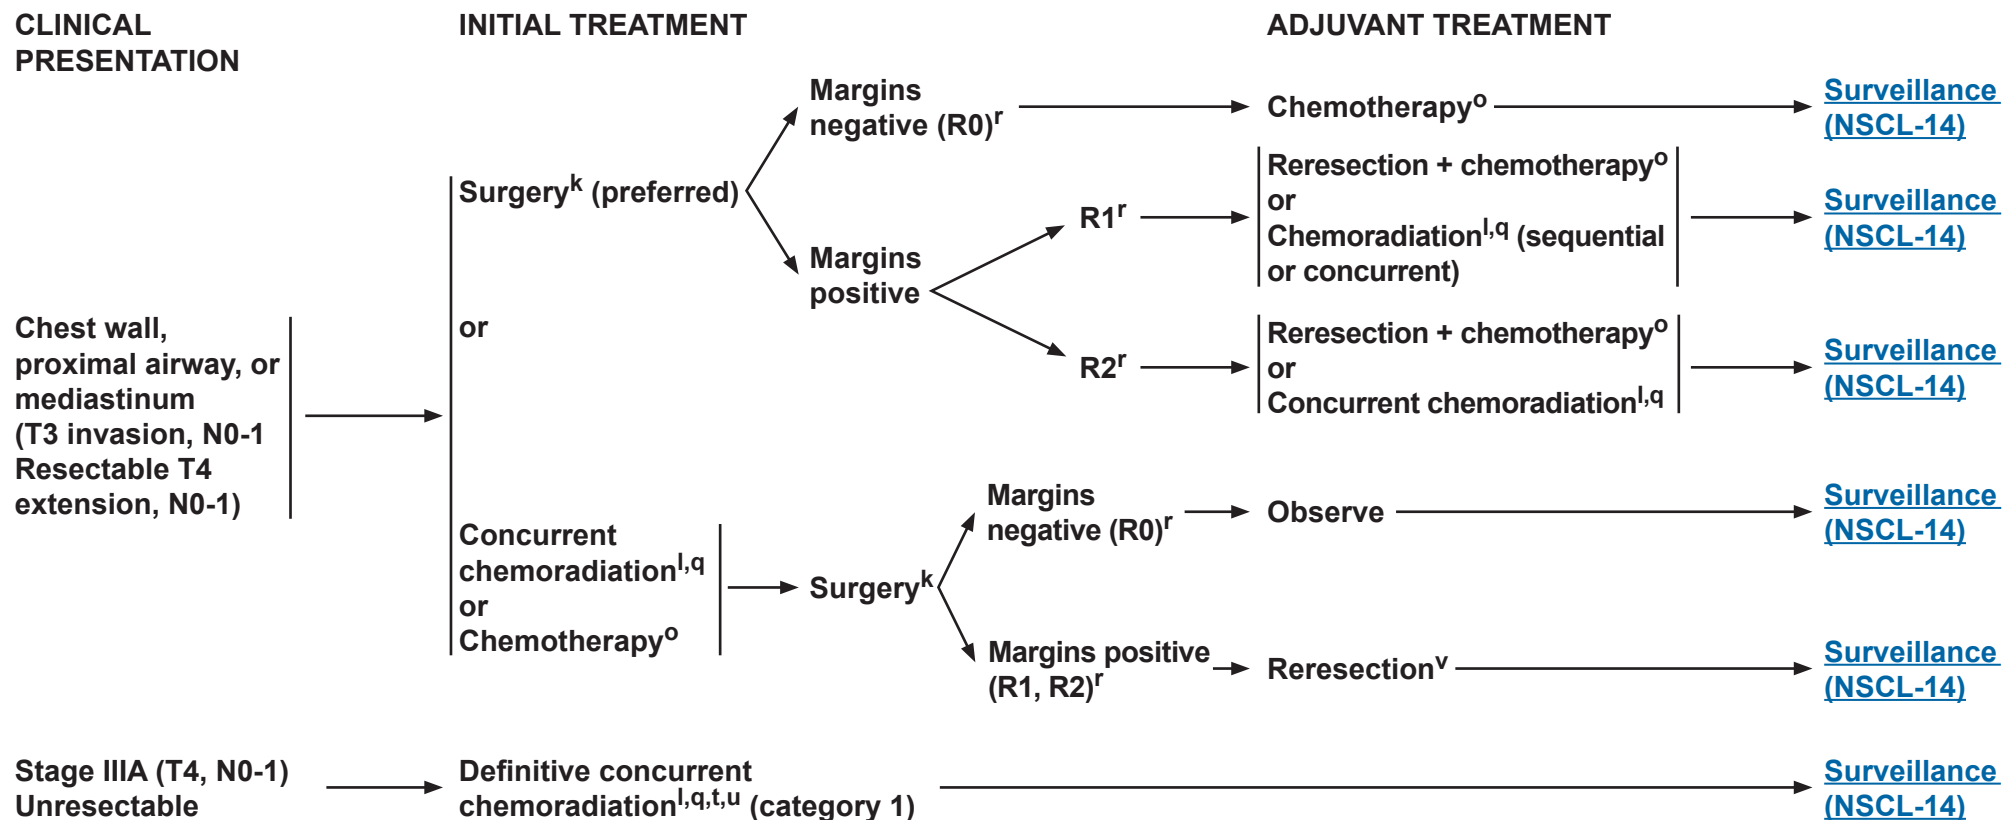 CLINICAL
PRESENTATION
INITIAL TREATMENT
ADJUVANT TREATMENT
Margins
negative (R0)r
Chemotherapyo
Surveillance
(NSCL-14)
Surgeryk (preferred)
Margins
positive
R1r
Reresection + chemotherapyo
or
Chemoradiationl,q (sequential
or concurrent)
Surveillance
(NSCL-14)
R2r
Reresection + chemotherapyo
or
Concurrent chemoradiationl,q
Surveillance
(NSCL-14)
Chest wall,
proximal airway, or
mediastinum
(T3 invasion, N0-1
Resectable T4
extension, N0-1)
or
Concurrent
chemoradiationl,q
or
Chemotherapyo
Surgeryk
Margins
negative (R0)r
Observe
Surveillance
(NSCL-14)
Margins positive
(R1, R2)r
Reresectionv
Surveillance
(NSCL-14)
Stage IIIA (T4, N0-1)
Unresectable
Definitive concurrent
chemoradiationl,q,t,u (category 1)
Surveillance
(NSCL-14)